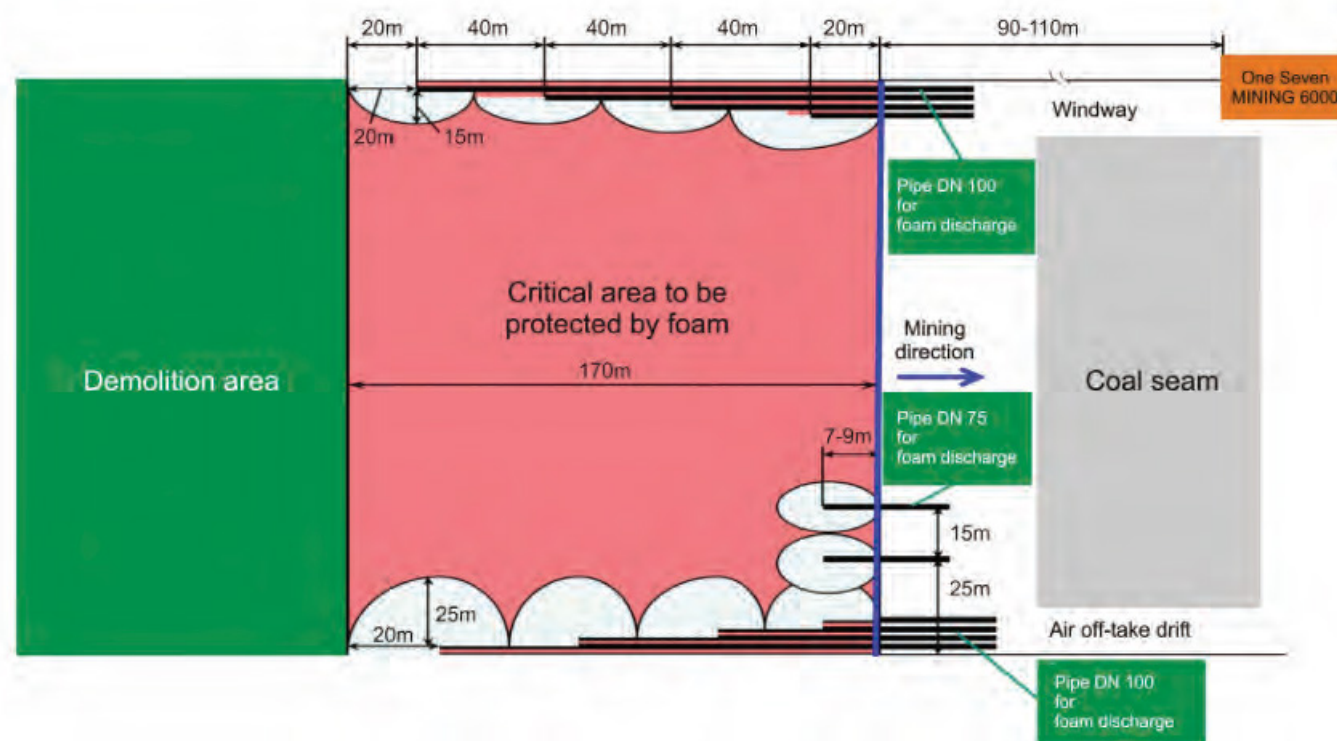 20m
40m
40m
40m
20m
90-110m
One Seven
MINING 6000
Windway
20m
15m
Pipe DN 100
for
foam discharge
Critical area to be
protected by foam
Mining
direction
Demolition area
170m
Coal seam
Pipe DN 75
for
foam discharge
7-9m
15m
25m
25m
20m
Air off-take drift
Pipe DN 100
for
foam discharge